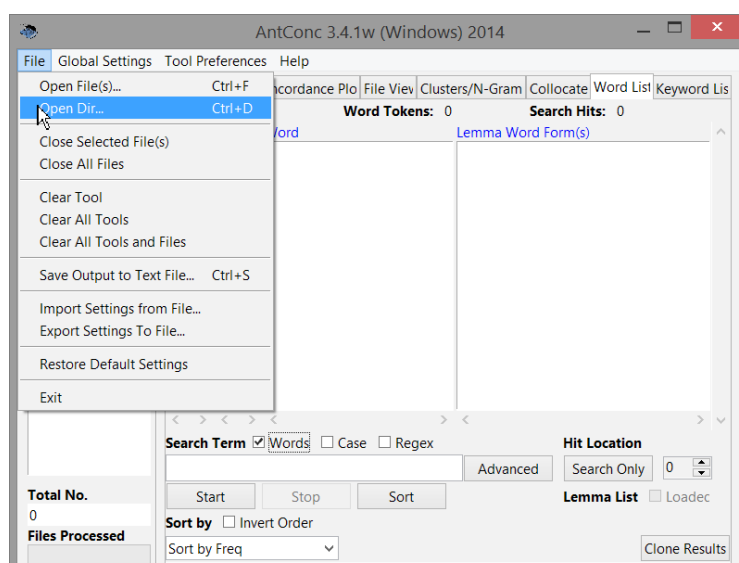 AntConc 3.4.1w (Windows) 2014
File Global Settings Tool Preferences Help
Open File(s)... Ctrl+F
ncordance Plo File Viev Clusters/N-Gram Collocate Word List Keyword Lis
Open Dir... Ctrl+D
Word Tokens: 0 Search Hits: 0
Word Lemma Word Form(s)
Close Selected File(s)
Close All Files
Clear Tool
Clear All Tools
Clear All Tools and Files
Save Output to Text File... Ctrl+S
Import Settings from File...
Export Settings To File...
Restore Default Settings
Exit
Search Term Words Case Regex Hit Location
Advanced Search Only 0
Total No. Start Stop Sort Lemma List Loadec
0
Sort by Invert Order
Files Processed
Sort by Freq Clone Results